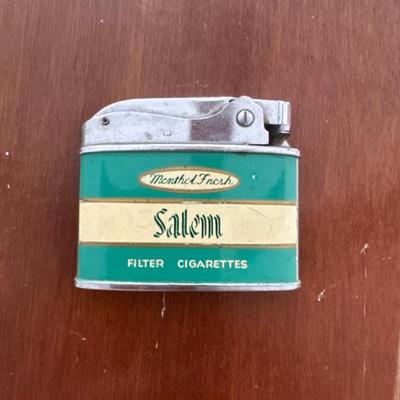 Menthol Fresh
Salem
FILTER CIGARETTES